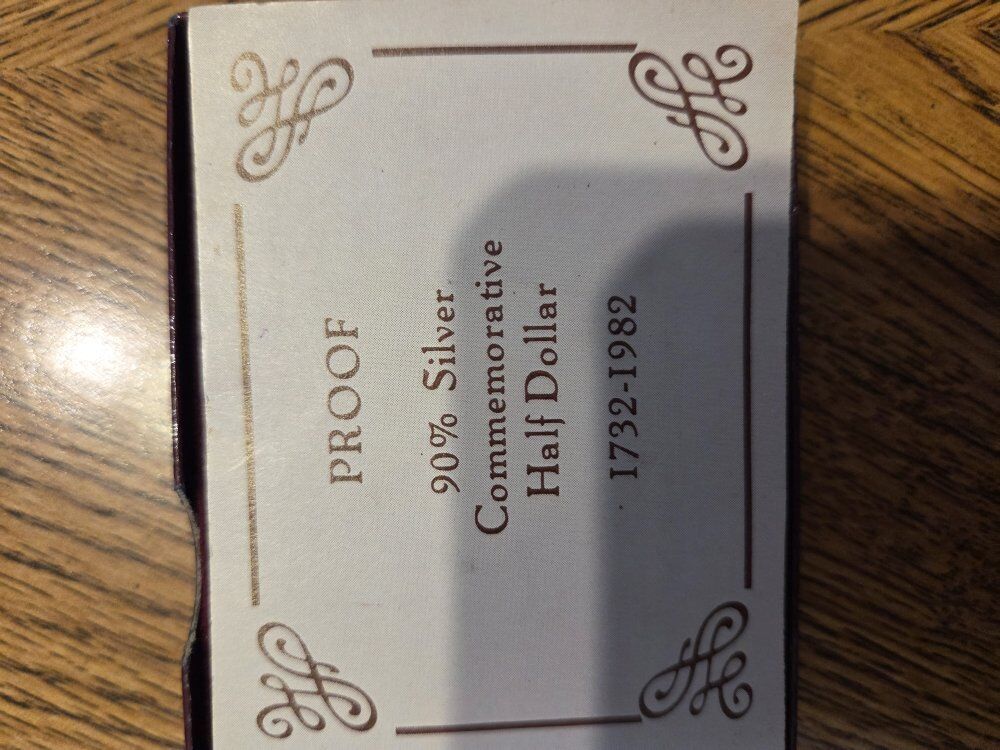 PROOF
90% Silver
Commemorative
Half Dollar
1732-1982